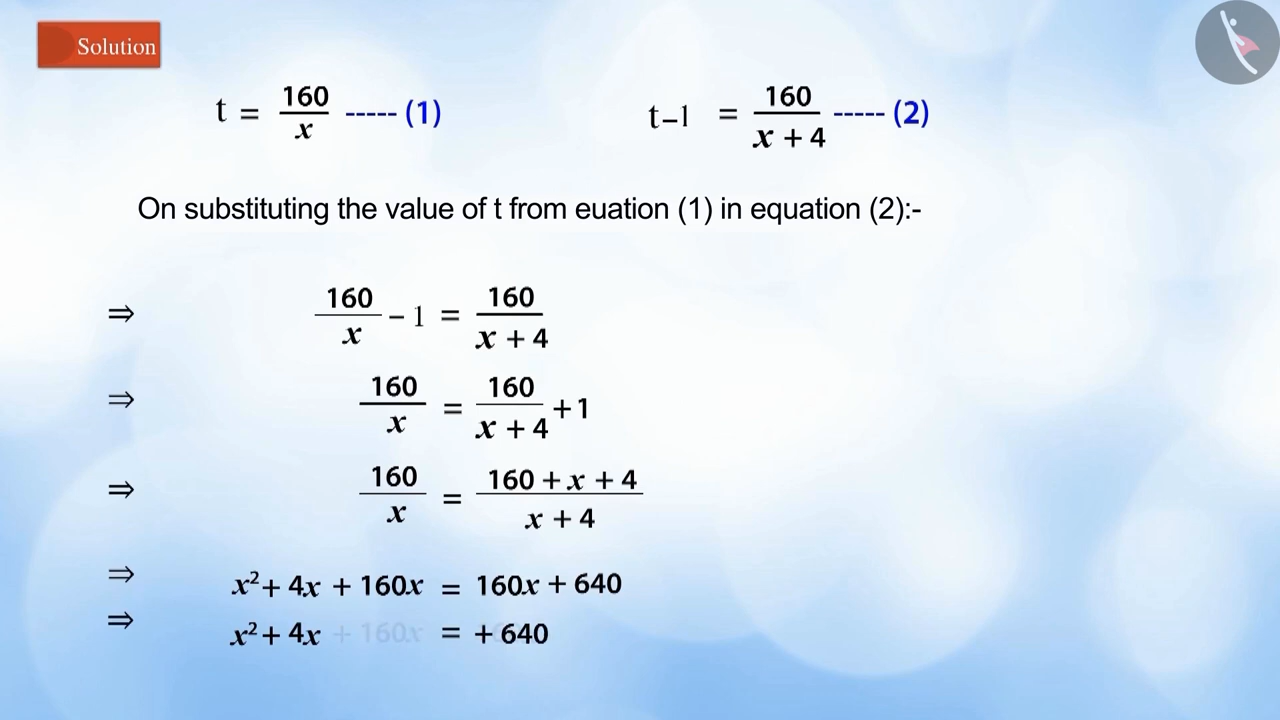 Solution
t = 160/x ----- (1)
t-1 = 160/(x + 4) ----- (2)
On substituting the value of t from euation (1) in equation (2):-
⇒ 160/x - 1 = 160/(x + 4)
⇒ 160/x = 160/(x + 4) + 1
⇒ 160/x = (160 + x + 4)/(x + 4)
⇒ x² + 4x + 160x = 160x + 640
⇒ x² + 4x + 160x = + 640